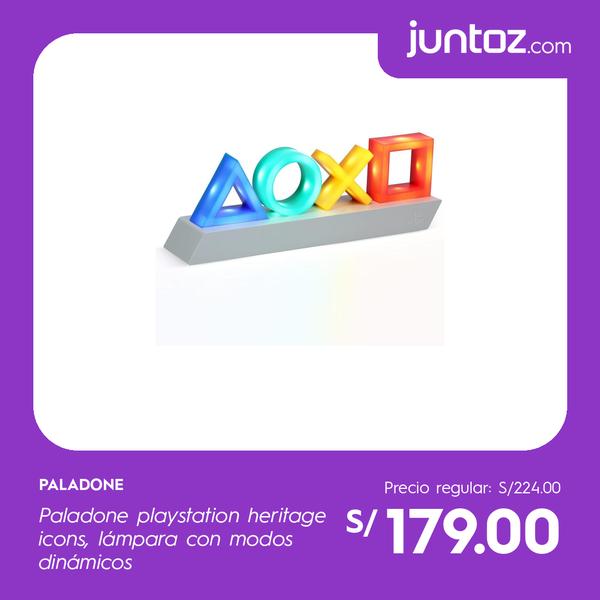 juntoz.com
PALADONE
Paladone playstation heritage
icons, lámpara con modos
dinámicos
Precio regular: S/224.00
S/179.00